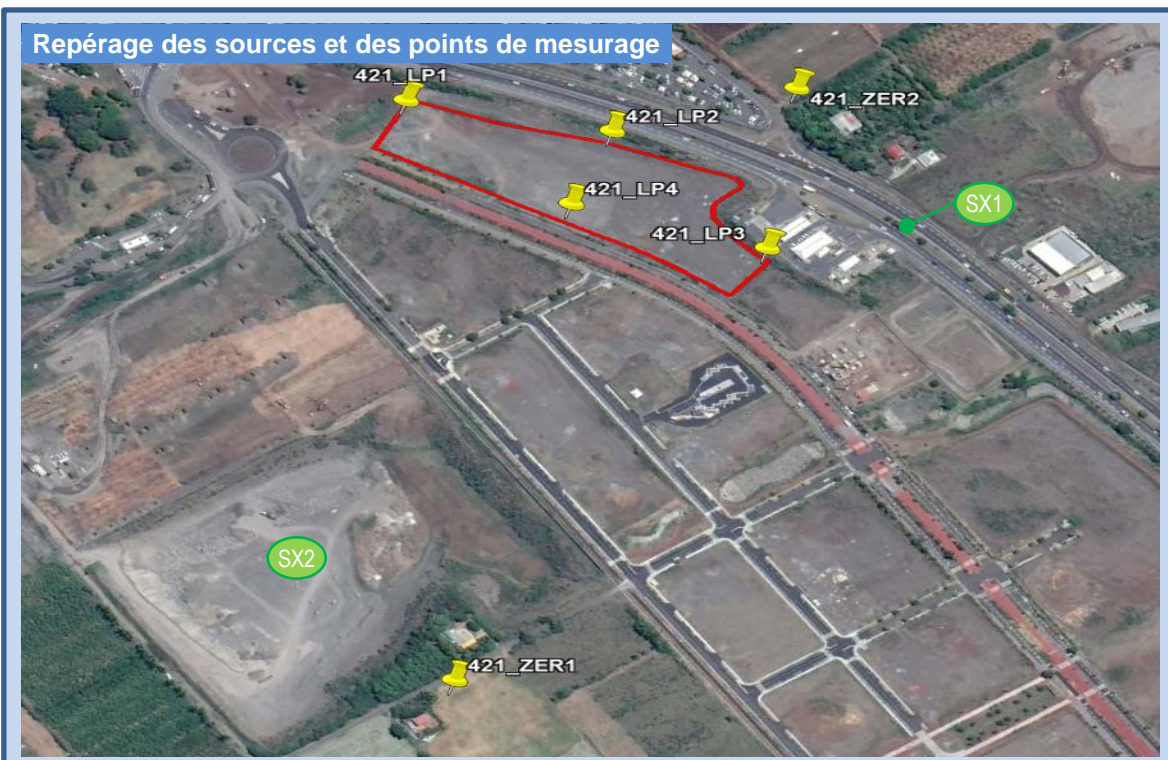 Repérage des sources et des points de mesurage
421_LP1
421_ZER2
421_LP2
421_LP4
SX1
421_LP3
SX2
421_ZER1